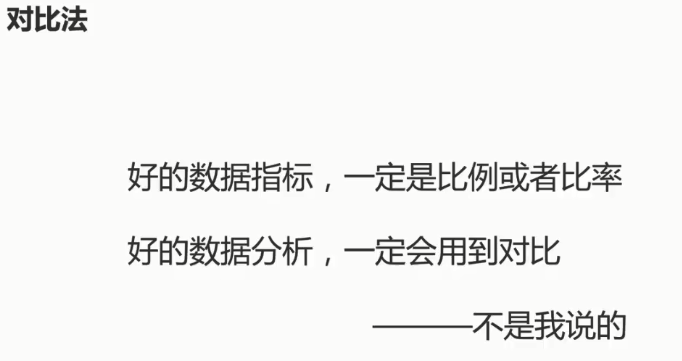 对比法
好的数据指标，一定是比例或者比率
好的数据分析，一定会用到对比
———不是我说的